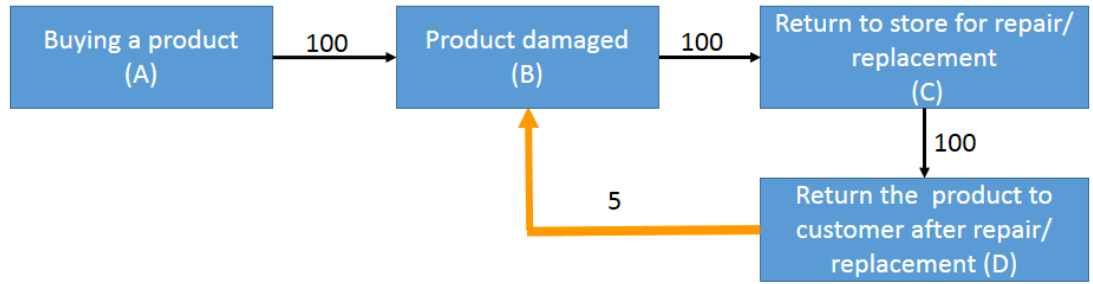 Buying a product
(A)
100
Product damaged
(B)
100
Return to store for repair/
replacement
(C)
100
Return the product to
customer after repair/
replacement (D)
5